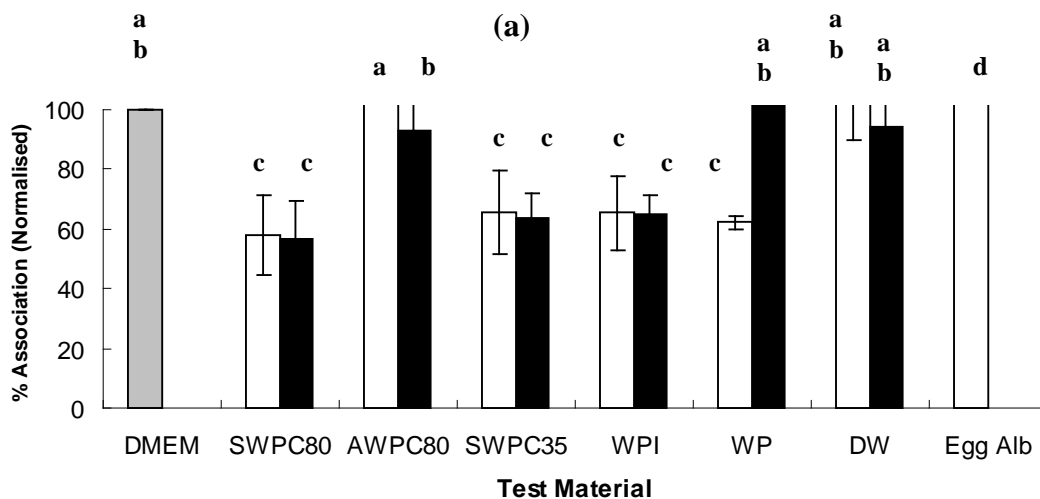 (a)
a
b
a b
c c
c c
c c
c
a
b
a
b
a
b
d
% Association (Normalised)
100
80
60
40
20
0
DMEM SWPC80 AWPC80 SWPC35 WPI WP DW Egg Alb
Test Material